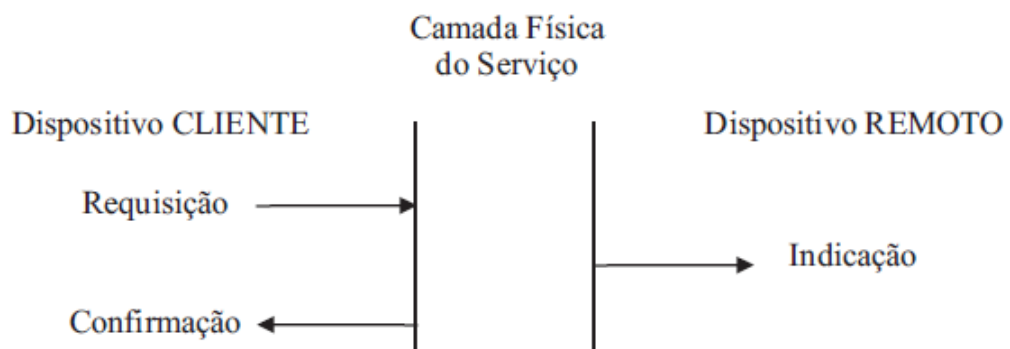 Camada Física
do Serviço
Dispositivo CLIENTE
Dispositivo REMOTO
Requisição
Indicação
Confirmação